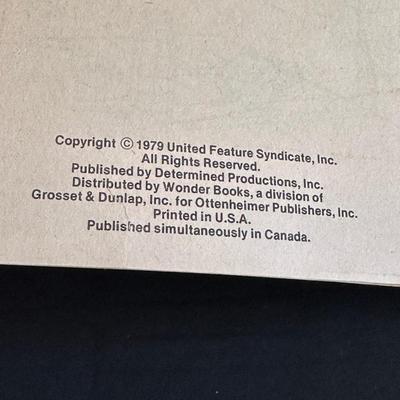 Copyright © 1979 United Feature Syndicate, Inc.
All Rights Reserved.
Published by Determined Productions, Inc.
Distributed by Wonder Books, a division of
Grosset & Dunlap, Inc. for Ottenheimer Publishers, Inc.
Printed in U.S.A.
Published simultaneously in Canada.